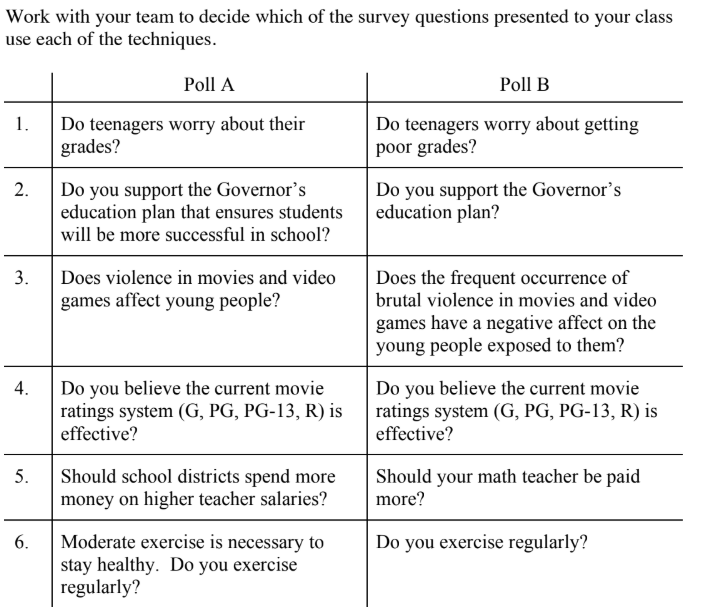 Work with your team to decide which of the survey questions presented to your class
use each of the techniques.
Poll A Poll B
1. Do teenagers worry about their
grades?
Do teenagers worry about getting
poor grades?
2. Do you support the Governor's
education plan that ensures students
will be more successful in school?
Do you support the Governor's
education plan?
3. Does violence in movies and video
games affect young people?
Does the frequent occurrence of
brutal violence in movies and video
games have a negative affect on the
young people exposed to them?
4. Do you believe the current movie
ratings system (G, PG, PG-13, R) is
effective?
Do you believe the current movie
ratings system (G, PG, PG-13, R) is
effective?
5. Should school districts spend more
money on higher teacher salaries?
Should your math teacher be paid
more?
6. Moderate exercise is necessary to
stay healthy.  Do you exercise
regularly?
Do you exercise regularly?